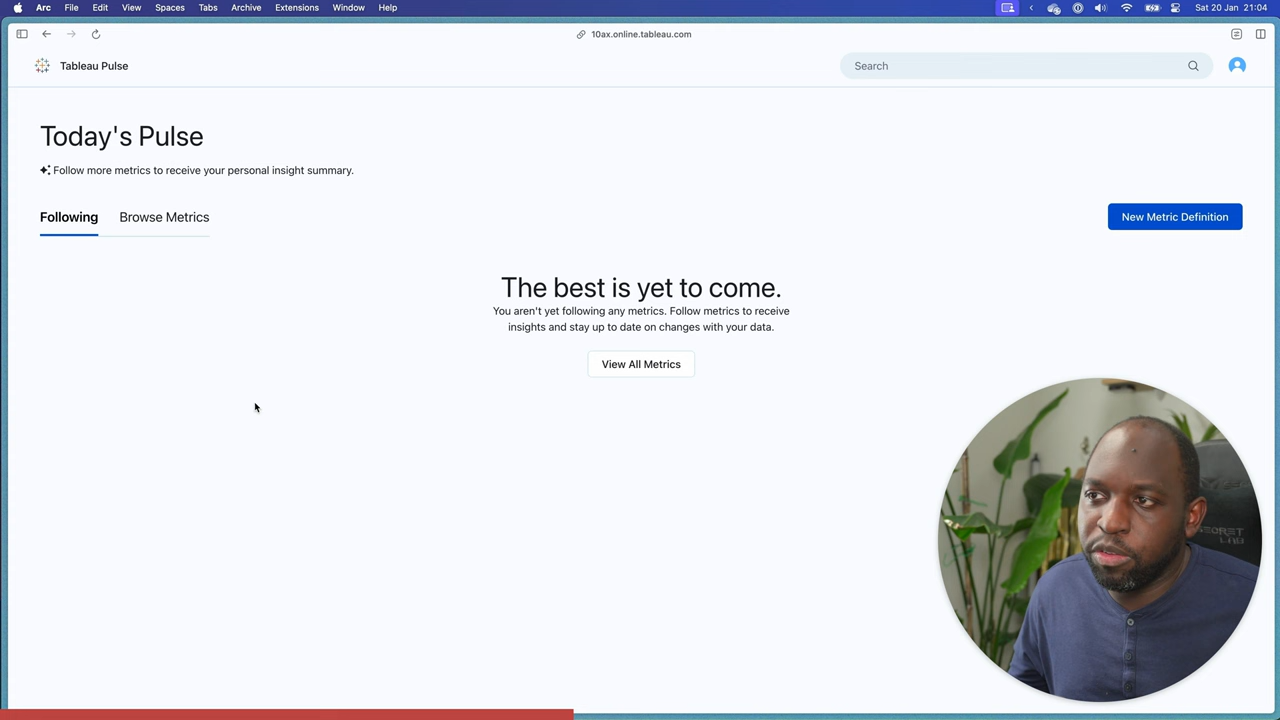 Arc File Edit View Spaces Tabs Archive Extensions Window Help Sat 20 Jan 21:04
10ax.online.tableau.com
Tableau Pulse
Search
Today's Pulse
Follow more metrics to receive your personal insight summary.
Following Browse Metrics
New Metric Definition
The best is yet to come.
You aren't yet following any metrics. Follow metrics to receive
insights and stay up to date on changes with your data.
View All Metrics